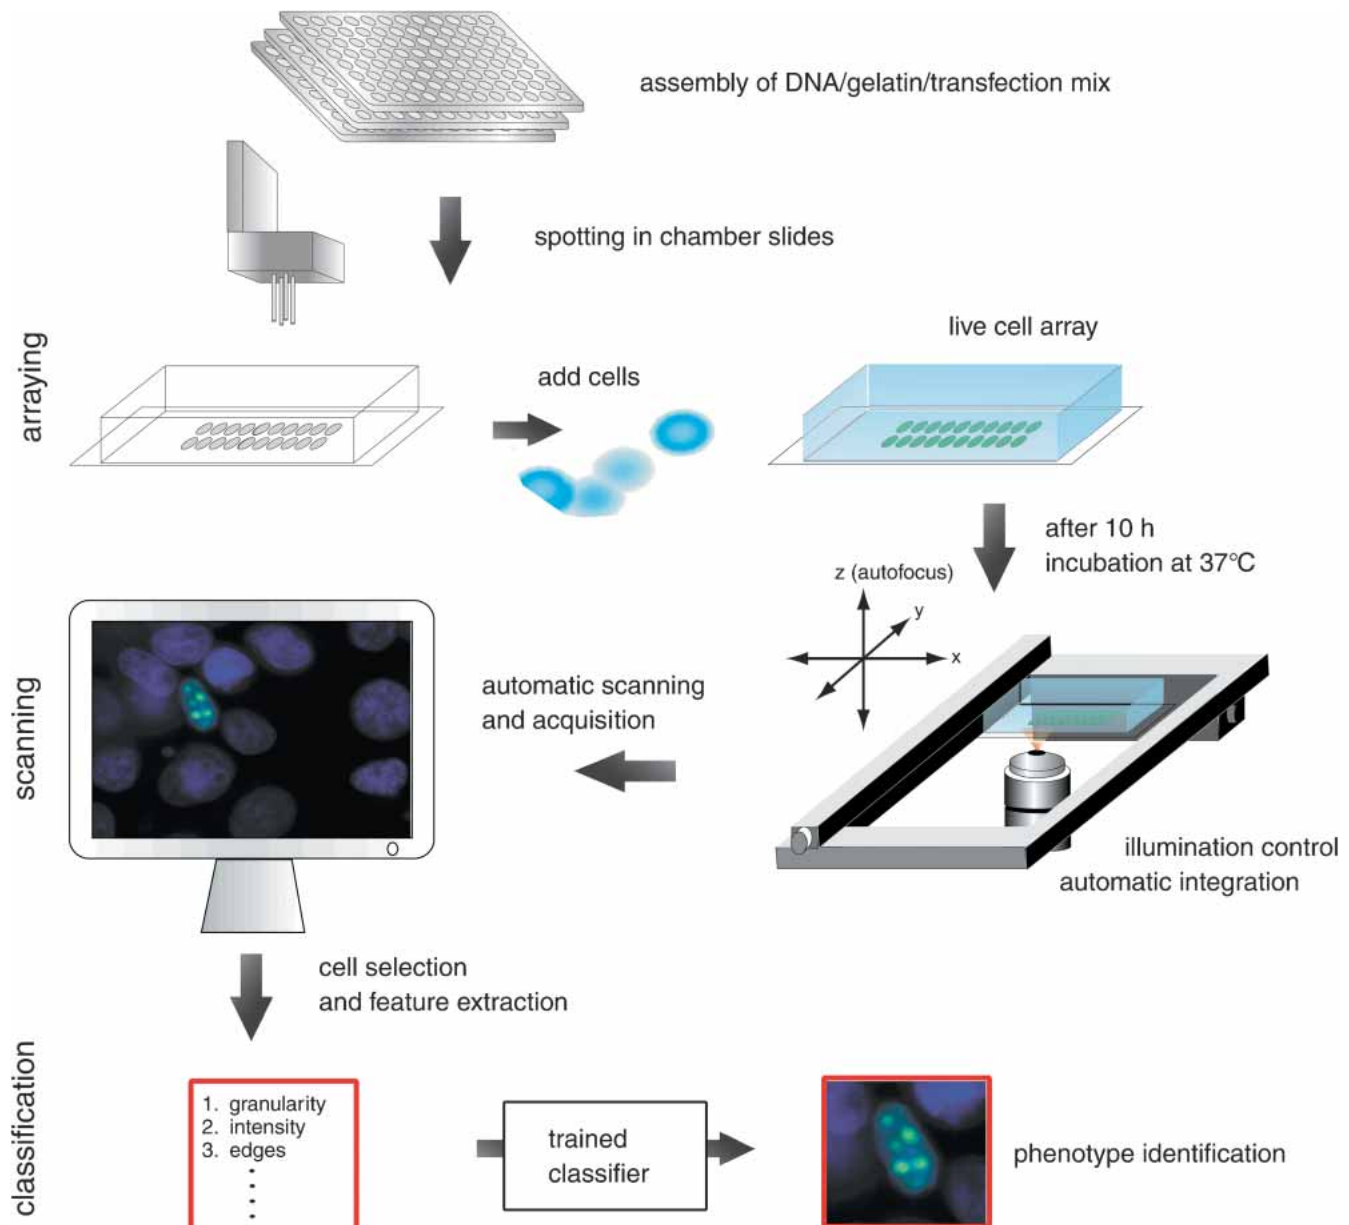 assembly of DNA/gelatin/transfection mix
spotting in chamber slides
arraying
add cells
live cell array
after 10 h
incubation at 37°C
z (autofocus)
y
x
scanning
automatic scanning
and acquisition
illumination control
automatic integration
cell selection
and feature extraction
classification
1. granularity
2. intensity
3. edges
trained
classifier
phenotype identification